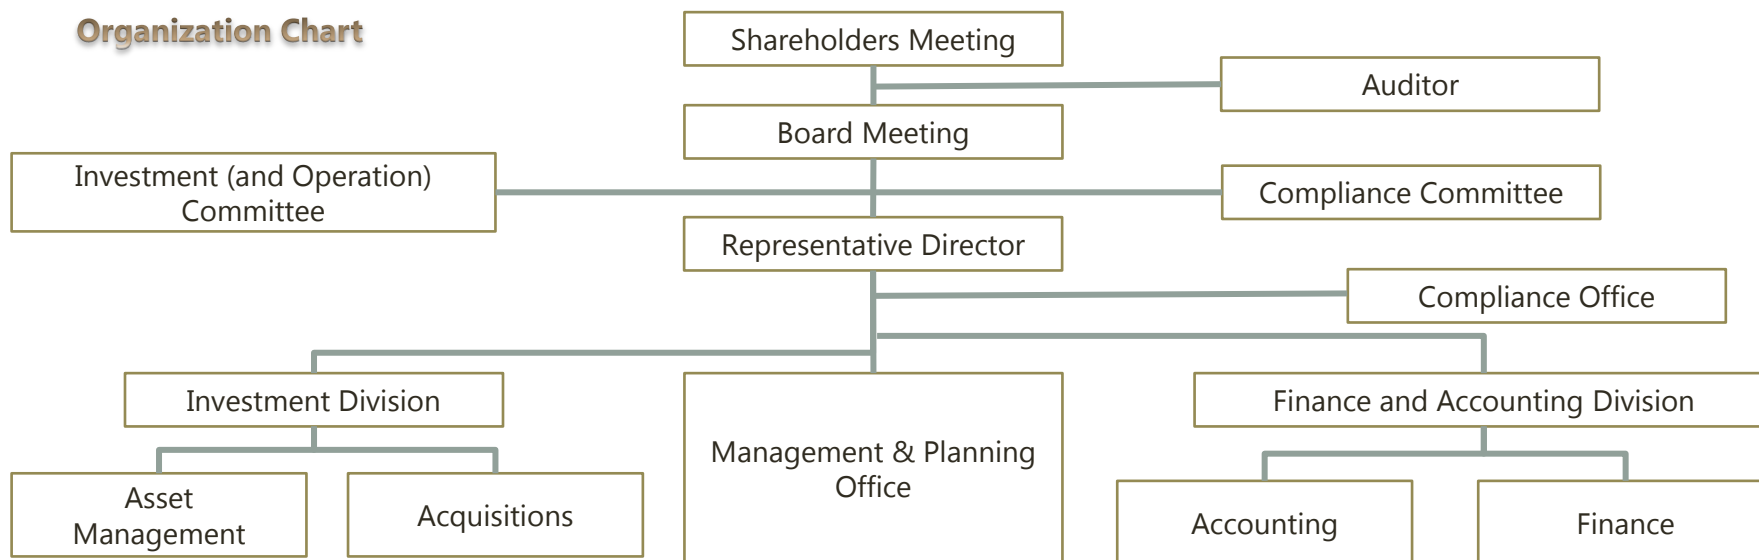 Organization Chart
Shareholders Meeting
Auditor
Board Meeting
Investment (and Operation)
Committee
Compliance Committee
Representative Director
Compliance Office
Investment Division
Finance and Accounting Division
Management & Planning
Office
Asset
Management
Acquisitions
Accounting
Finance